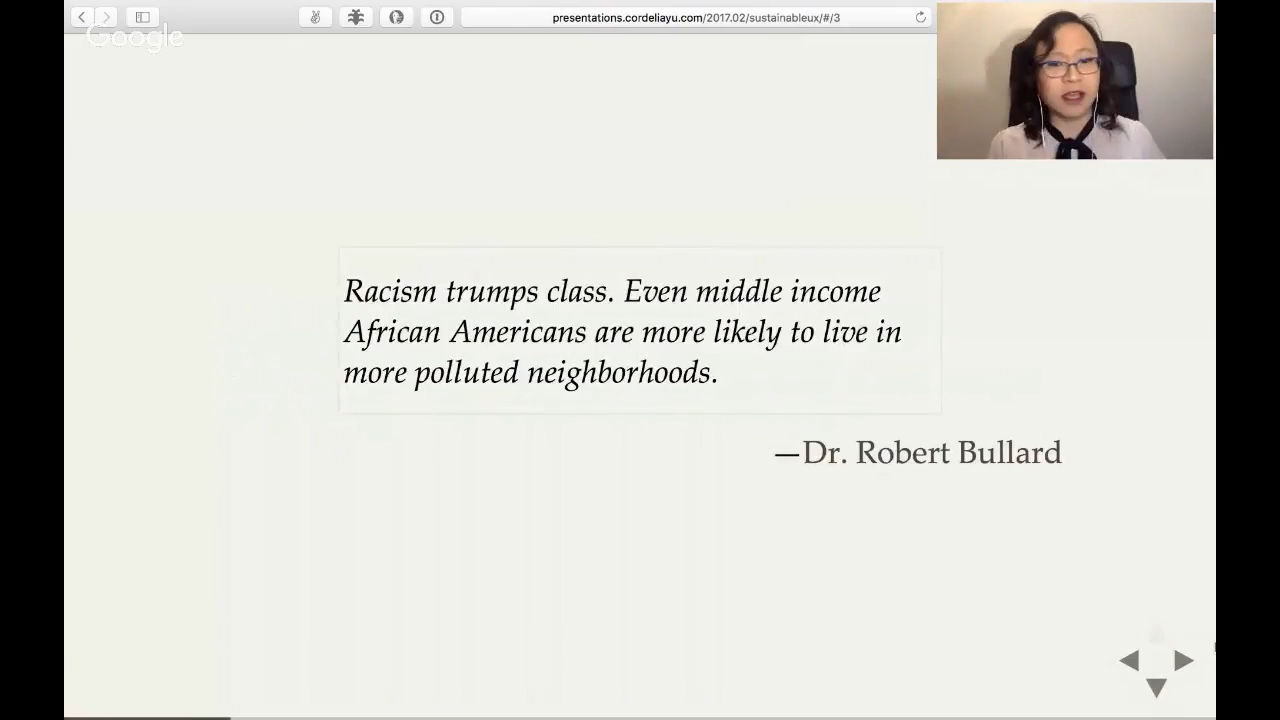 presentations.cordeliayu.com/2017.02/sustainableux/#/3
Google
Racism trumps class. Even middle income
African Americans are more likely to live in
more polluted neighborhoods.
—Dr. Robert Bullard